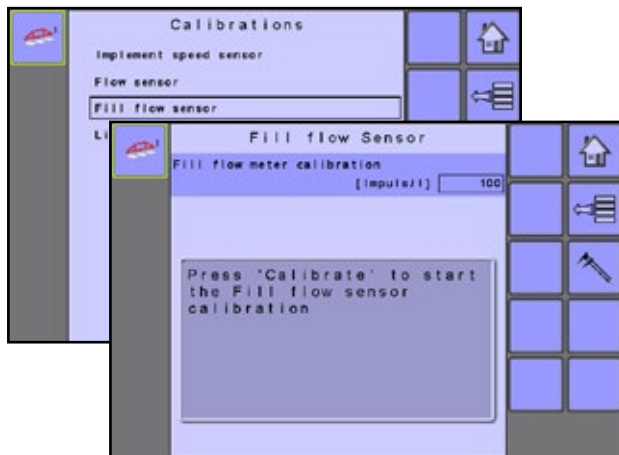 Calibrations
Implement speed sensor
Flow sensor
Fill flow sensor
Li
Fill flow Sensor
Fill flow meter calibration
[impuls/l] 100
Press 'Calibrate' to start
the Fill flow sensor
calibration